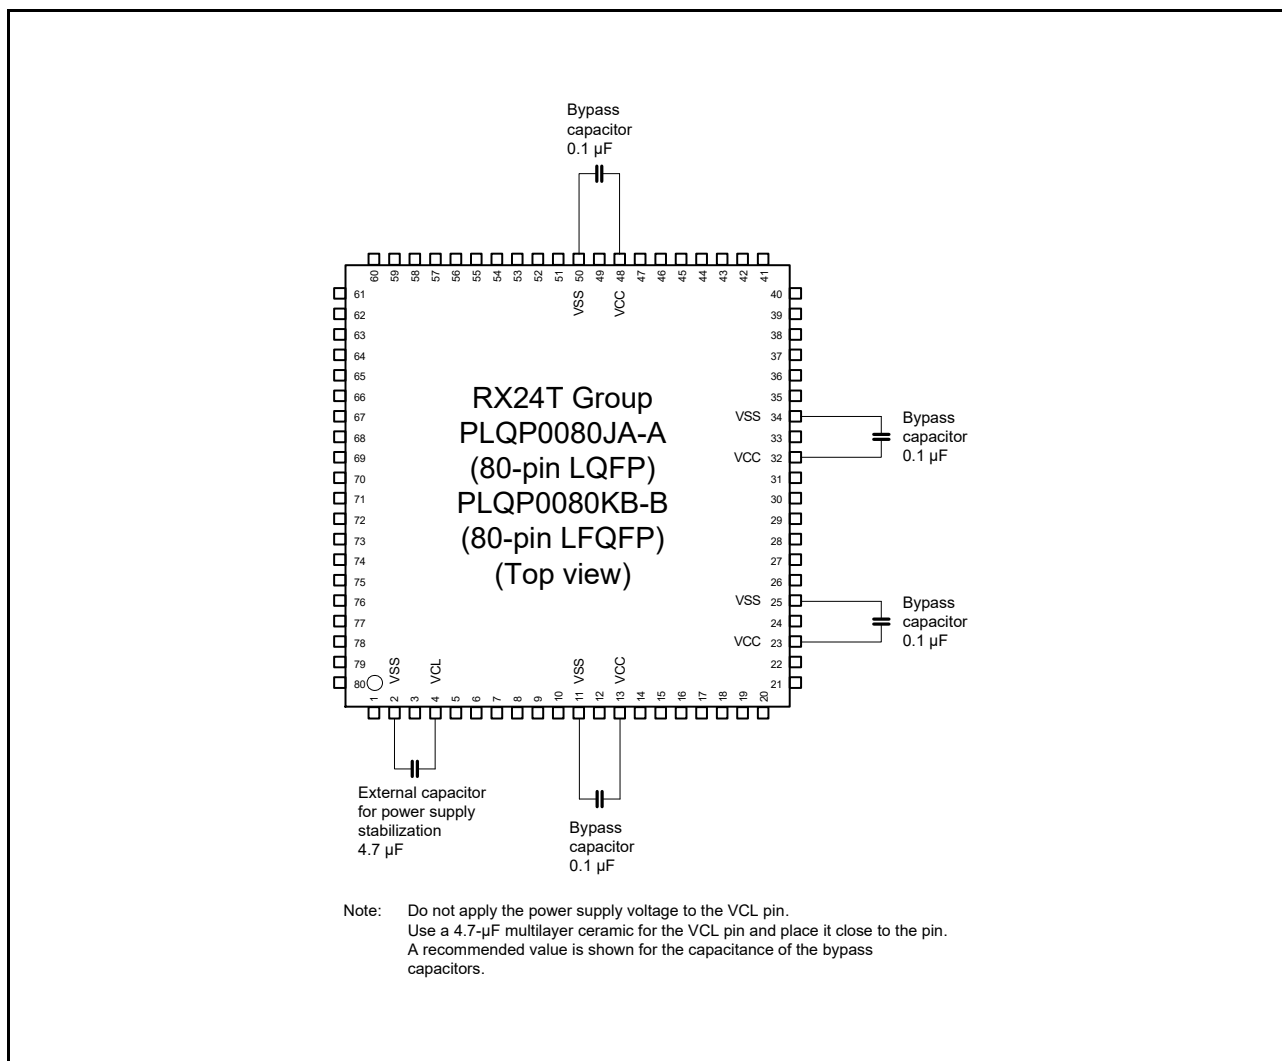 Bypass
capacitor
0.1 µF
60 59 58 57 56 55 54 53 52 51 50 49 48 47 46 45 44 43 42 41
VSS VCC
61 40
62 39
63 38
64 37
65 36
66 35
67 VSS 34
68 33
69 VCC 32
70 31
71 30
72 29
73 28
74 27
75 26
76 VSS 25
77 24
78 VCC 23
79 22
80 21
RX24T Group
PLQP0080JA-A
(80-pin LQFP)
PLQP0080KB-B
(80-pin LFQFP)
(Top view)
Bypass
capacitor
0.1 µF
Bypass
capacitor
0.1 µF
VSS VCL VSS VCC
1 2 3 4 5 6 7 8 9 10 11 12 13 14 15 16 17 18 19 20
External capacitor
for power supply
stabilization
4.7 µF
Bypass
capacitor
0.1 µF
Note: Do not apply the power supply voltage to the VCL pin.
Use a 4.7-µF multilayer ceramic for the VCL pin and place it close to the pin.
A recommended value is shown for the capacitance of the bypass
capacitors.